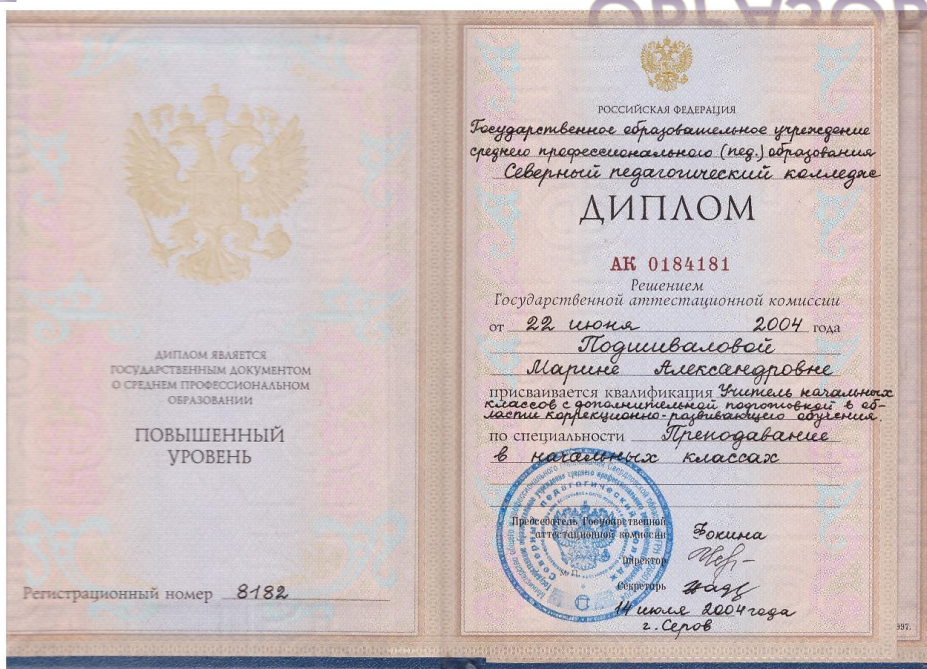 ДИПЛОМ ЯВЛЯЕТСЯ
ГОСУДАРСТВЕННЫМ ДОКУМЕНТОМ
О СРЕДНЕМ ПРОФЕССИОНАЛЬНОМ
ОБРАЗОВАНИИ
ПОВЫШЕННЫЙ
УРОВЕНЬ
Регистрационный номер 8182
РОССИЙСКАЯ ФЕДЕРАЦИЯ
Государственное образовательное учреждение
среднего профессионального (пед.) образования
Северный педагогический колледж
ДИПЛОМ
АК 0184181
Решением
Государственной аттестационной комиссии
от 22 июня 2004 года
Подшиваловой
Марине Александровне
присваивается квалификация Учитель начальных
классов с дополнительной подготовкой в об-
ласти коррекционно-развивающего обучения.
по специальности Преподавание
в начальных классах
Председатель Государственной
аттестационной комиссии Фокина
Директор
Секретарь
14 июля 2004 года
г. Серов